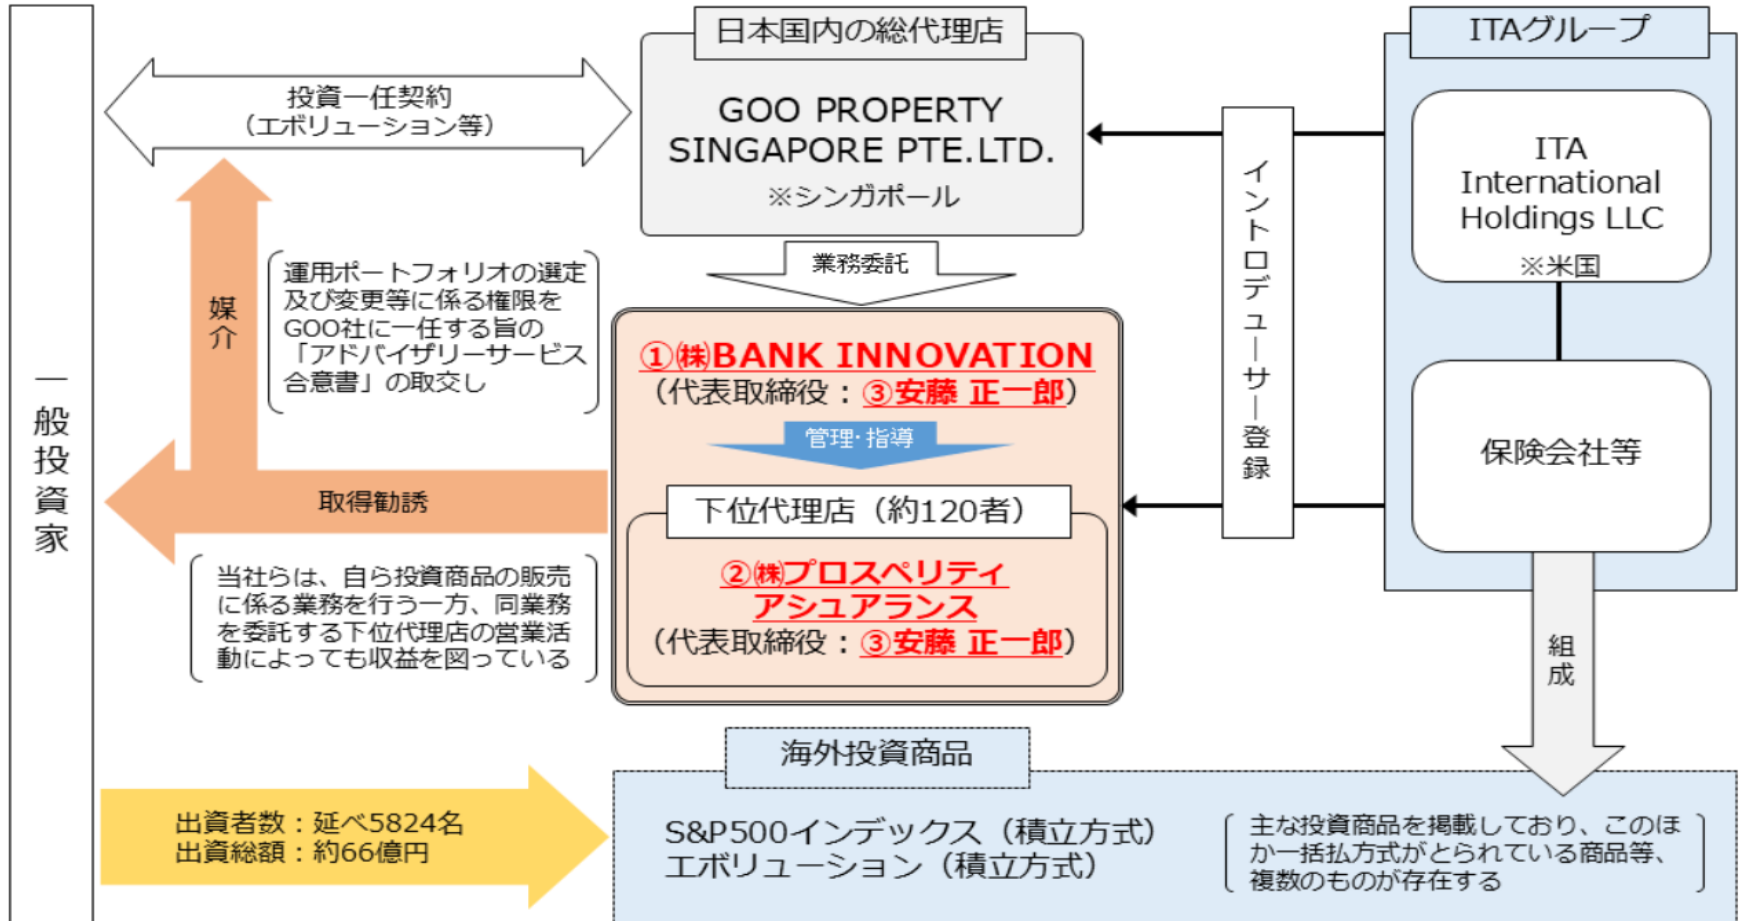 一般投資家
投資一任契約
（エボリューション等）
日本国内の総代理店
GOO PROPERTY
SINGAPORE PTE.LTD.
※シンガポール
業務委託
媒介
運用ポートフォリオの選定
及び変更等に係る権限を
GOO社に一任する旨の
「アドバイザリーサービス
合意書」の取交し
取得勧誘
当社らは、自ら投資商品の販売
に係る業務を行う一方、同業務
を委託する下位代理店の営業活
動によっても収益を図っている
①㈱BANK INNOVATION
（代表取締役：③安藤 正一郎）
管理・指導
下位代理店（約120者）
②㈱プロスペリティ
アシュアランス
（代表取締役：③安藤 正一郎）
イントロデューサー登録
ITAグループ
ITA
International
Holdings LLC
※米国
保険会社等
組成
出資者数：延べ5824名
出資総額：約66億円
海外投資商品
S&P500インデックス（積立方式）
エボリューション（積立方式）
主な投資商品を掲載しており、このほ
か一括払方式がとられている商品等、
複数のものが存在する